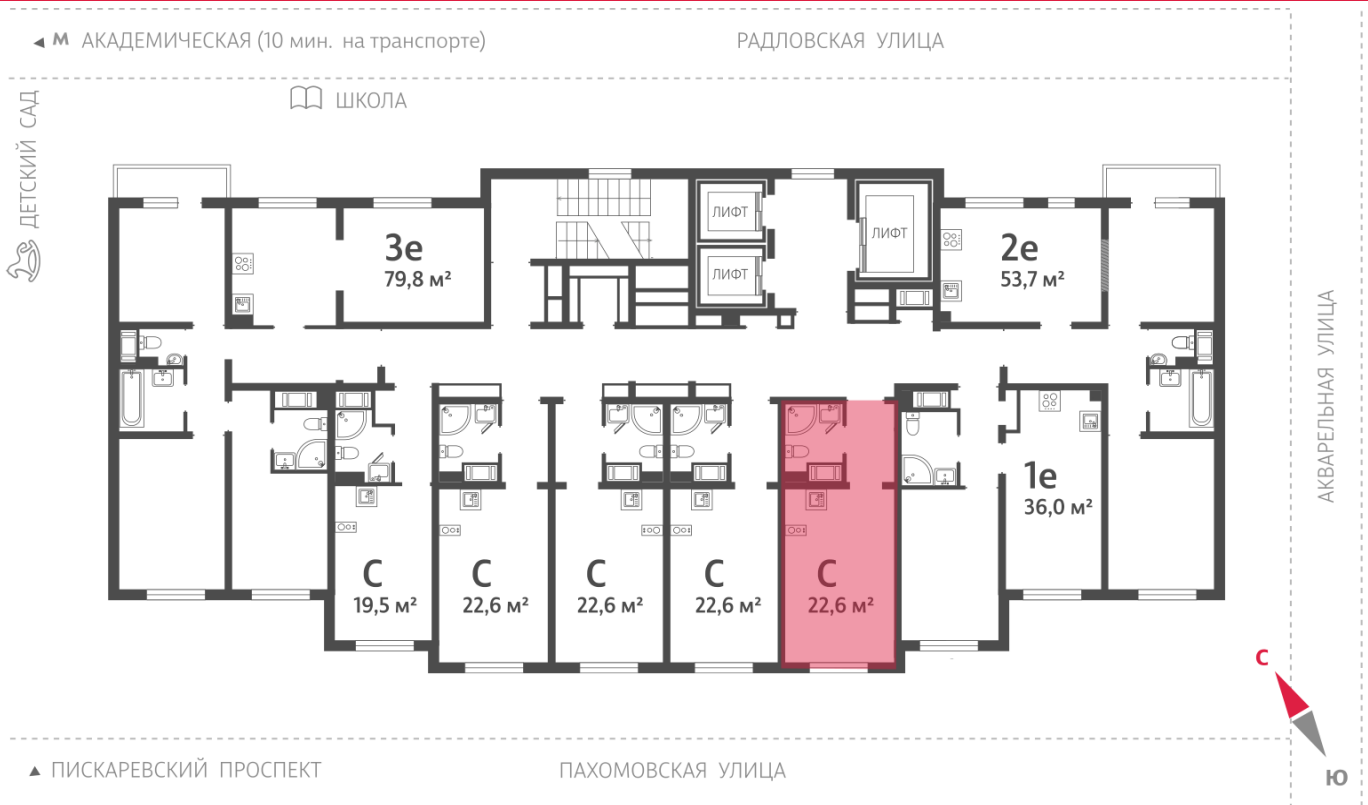 М АКАДЕМИЧЕСКАЯ (10 мин. на транспорте)
РАДЛОВСКАЯ УЛИЦА
ШКОЛА
ДЕТСКИЙ САД
ЛИФТ
ЛИФТ
ЛИФТ
3е
79,8 м²
2е
53,7 м²
АКВАРЕЛЬНАЯ УЛИЦА
1е
36,0 м²
С
19,5 м²
С
22,6 м²
С
22,6 м²
С
22,6 м²
С
22,6 м²
С
Ю
ПИСКАРЕВСКИЙ ПРОСПЕКТ
ПАХОМОВСКАЯ УЛИЦА